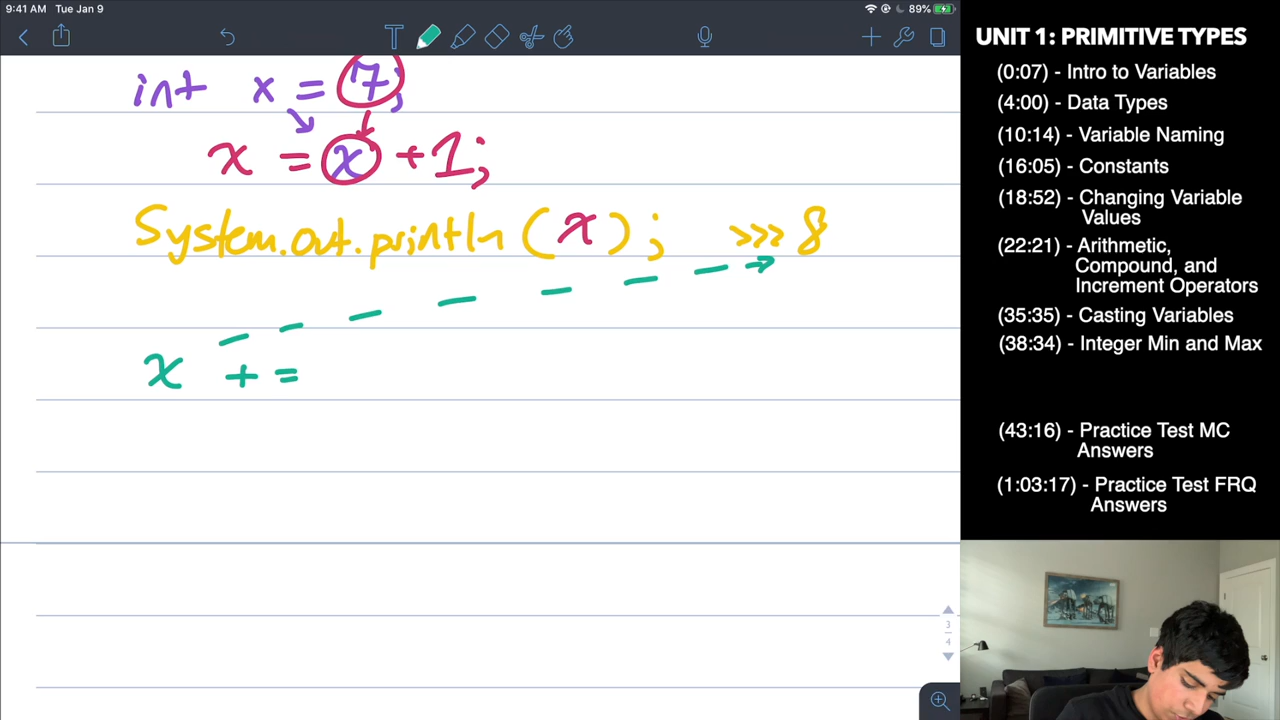 9:41 AM Tue Jan 9
89%
T
int x = 7;
x = x + 1;
System.out.println(x); >>> 8
x +=
3
4
UNIT 1: PRIMITIVE TYPES
(0:07) - Intro to Variables
(4:00) - Data Types
(10:14) - Variable Naming
(16:05) - Constants
(18:52) - Changing Variable
Values
(22:21) - Arithmetic,
Compound, and
Increment Operators
(35:35) - Casting Variables
(38:34) - Integer Min and Max
(43:16) - Practice Test MC
Answers
(1:03:17) - Practice Test FRQ
Answers